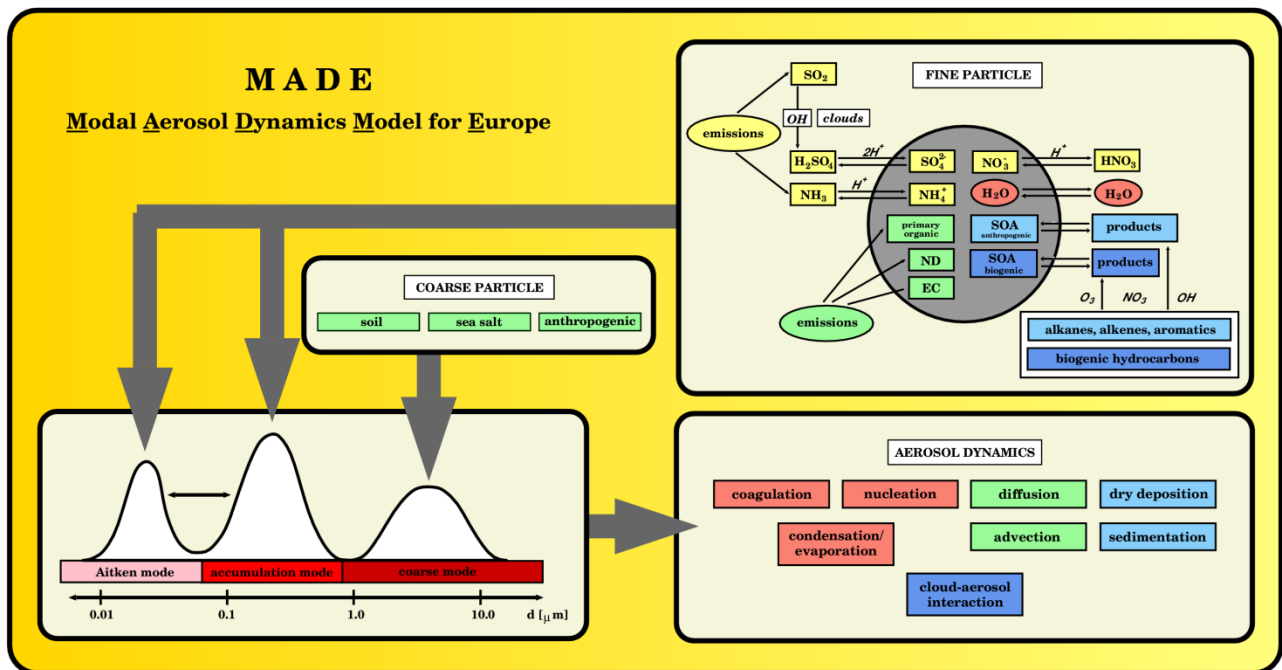 M A D E
Modal Aerosol Dynamics Model for Europe
FINE PARTICLE
SO₂
OH
clouds
emissions
H₂SO₄
2H⁺
SO₄²⁻
NO₃⁻
H⁺
HNO₃
NH₃
H⁺
NH₄⁺
H₂O
H₂O
primary
organic
SOA
anthropogenic
products
ND
SOA
biogenic
products
EC
emissions
O₃
NO₃
OH
alkanes, alkenes, aromatics
biogenic hydrocarbons
COARSE PARTICLE
soil
sea salt
anthropogenic
Aitken mode
accumulation mode
coarse mode
0.01
0.1
1.0
10.0
d [μm]
AEROSOL DYNAMICS
coagulation
nucleation
diffusion
dry deposition
condensation/
evaporation
advection
sedimentation
cloud-aerosol
interaction